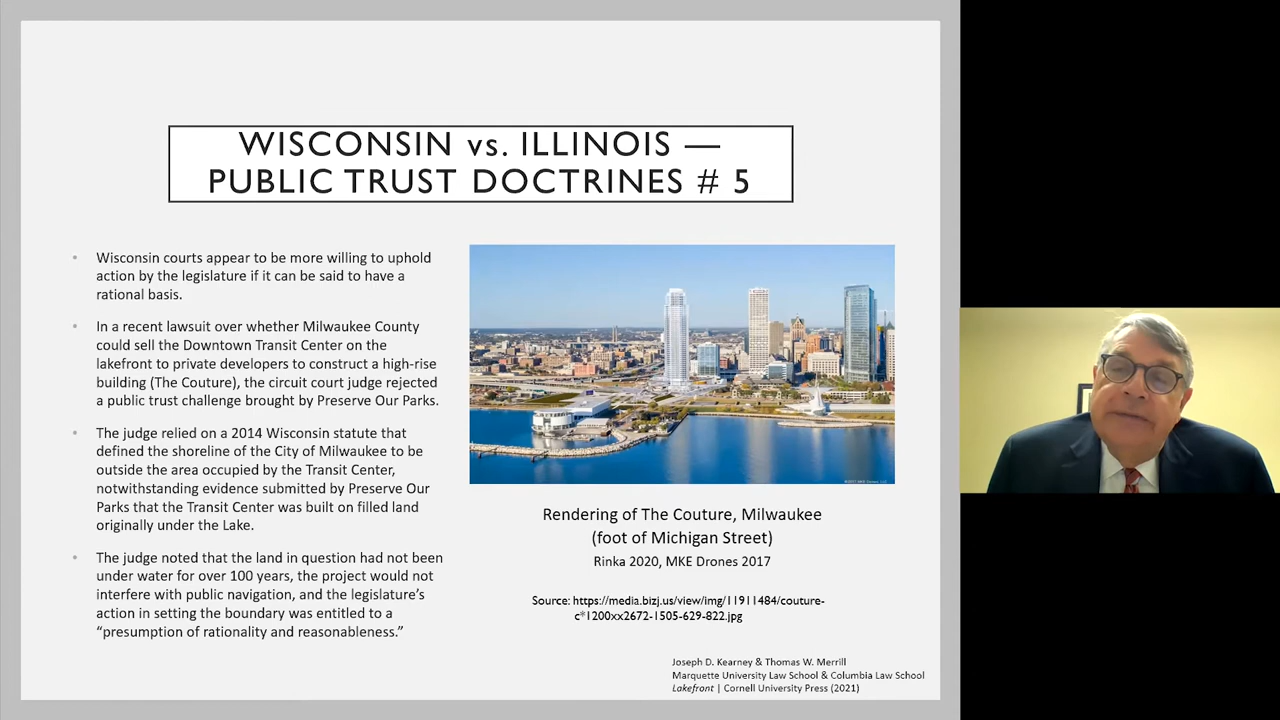 WISCONSIN vs. ILLINOIS —
PUBLIC TRUST DOCTRINES # 5
• Wisconsin courts appear to be more willing to uphold
action by the legislature if it can be said to have a
rational basis.
• In a recent lawsuit over whether Milwaukee County
could sell the Downtown Transit Center on the
lakefront to private developers to construct a high-rise
building (The Couture), the circuit court judge rejected
a public trust challenge brought by Preserve Our Parks.
• The judge relied on a 2014 Wisconsin statute that
defined the shoreline of the City of Milwaukee to be
outside the area occupied by the Transit Center,
notwithstanding evidence submitted by Preserve Our
Parks that the Transit Center was built on filled land
originally under the Lake.
• The judge noted that the land in question had not been
under water for over 100 years, the project would not
interfere with public navigation, and the legislature’s
action in setting the boundary was entitled to a
“presumption of rationality and reasonableness.”
Rendering of The Couture, Milwaukee
(foot of Michigan Street)
Rinka 2020, MKE Drones 2017
Source: https://media.bizj.us/view/img/11911484/couture-
c*1200xx2672-1505-629-822.jpg
Joseph D. Kearney & Thomas W. Merrill
Marquette University Law School & Columbia Law School
Lakefront | Cornell University Press (2021)